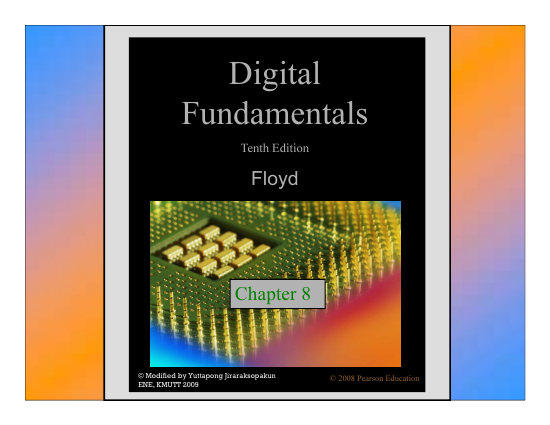 Digital
Fundamentals
Tenth Edition
Floyd
Chapter 8
© Modified by Yuttapong Jiraraksopakun
ENE, KMUTT 2009
© 2008 Pearson Education